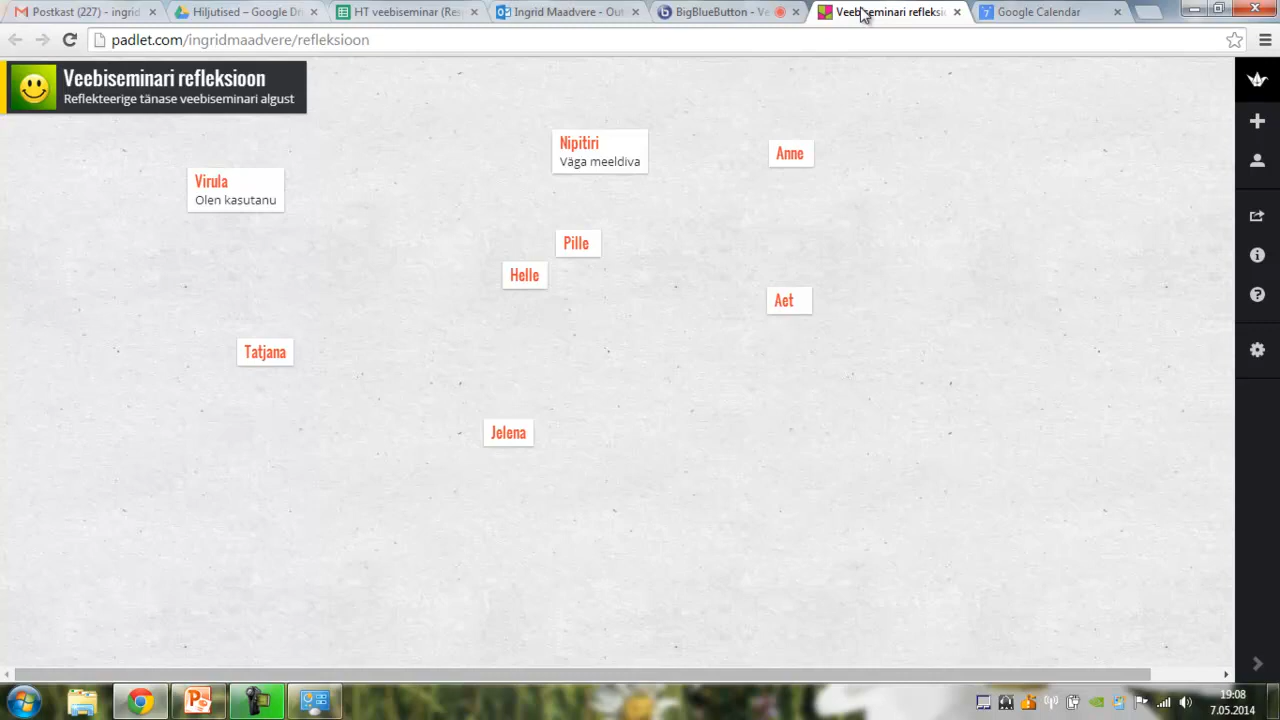 Postkast (227) - ingrid
Hiljutised – Google Dri
HT veebiseminar (Res
Ingrid Maadvere - Out
BigBlueButton - Ve
Veebiseminari refleksi
Google Calendar
padlet.com/ingridmaadvere/refleksioon
Veebiseminari refleksioon
Reflekteerige tänase veebiseminari algust
Nipitiri
Väga meeldiva
Anne
Virula
Olen kasutanu
Pille
Helle
Aet
Tatjana
Jelena
19:08
7.05.2014